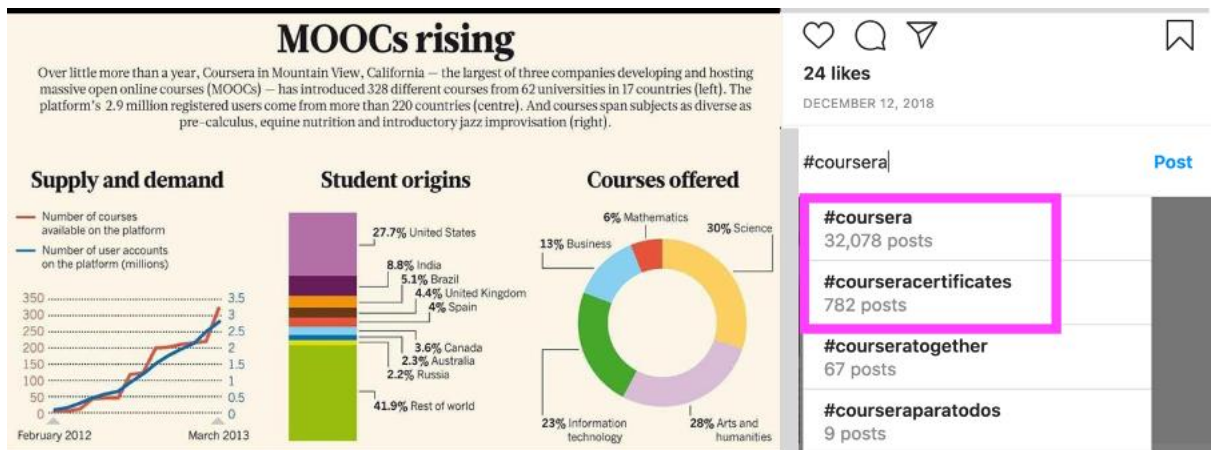 MOOCs rising
Over little more than a year, Coursera in Mountain View, California — the largest of three companies developing and hosting
massive open online courses (MOOCs) — has introduced 328 different courses from 62 universities in 17 countries (left). The
platform's 2.9 million registered users come from more than 220 countries (centre). And courses span subjects as diverse as
pre-calculus, equine nutrition and introductory jazz improvisation (right).
Supply and demand
Number of courses
available on the platform
Number of user accounts
on the platform (millions)
350 3.5
300 3
250 2.5
200 2
150 1.5
100 1
50 0.5
0 0
February 2012 March 2013
Student origins
27.7% United States
8.8% India
5.1% Brazil
4.4% United Kingdom
4% Spain
3.6% Canada
2.3% Australia
2.2% Russia
41.9% Rest of world
Courses offered
6% Mathematics
30% Science
13% Business
23% Information
technology
28% Arts and
humanities
24 likes
DECEMBER 12, 2018
#coursera Post
#coursera
32,078 posts
#courseracertificates
782 posts
#courseratogether
67 posts
#courseraparatodos
9 posts